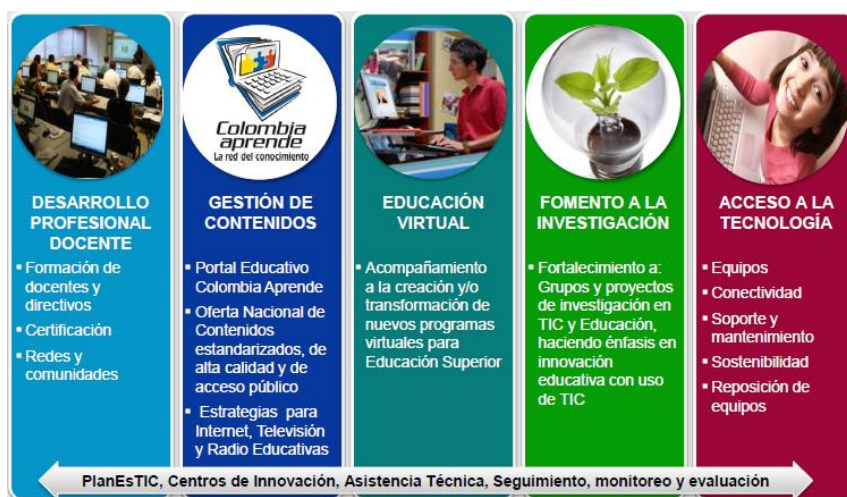 Colombia
aprende
La red del conocimiento
DESARROLLO
PROFESIONAL
DOCENTE
▪ Formación de
docentes y
directivos
▪ Certificación
▪ Redes y
comunidades
GESTIÓN DE
CONTENIDOS
▪ Portal Educativo
Colombia Aprende
▪ Oferta Nacional de
Contenidos
estandarizados, de
alta calidad y de
acceso público
▪ Estrategias para
Internet, Televisión
y Radio Educativas
EDUCACIÓN
VIRTUAL
▪ Acompañamiento
a la creación y/o
transformación de
nuevos programas
virtuales para
Educación Superior
FOMENTO A LA
INVESTIGACIÓN
▪ Fortalecimiento a:
Grupos y proyectos
de investigación en
TIC y Educación,
haciendo énfasis en
innovación
educativa con uso
de TIC
ACCESO A LA
TECNOLOGÍA
▪ Equipos
▪ Conectividad
▪ Soporte y
mantenimiento
▪ Sostenibilidad
▪ Reposición de
equipos
PlanEsTIC, Centros de Innovación, Asistencia Técnica, Seguimiento, monitoreo y evaluación